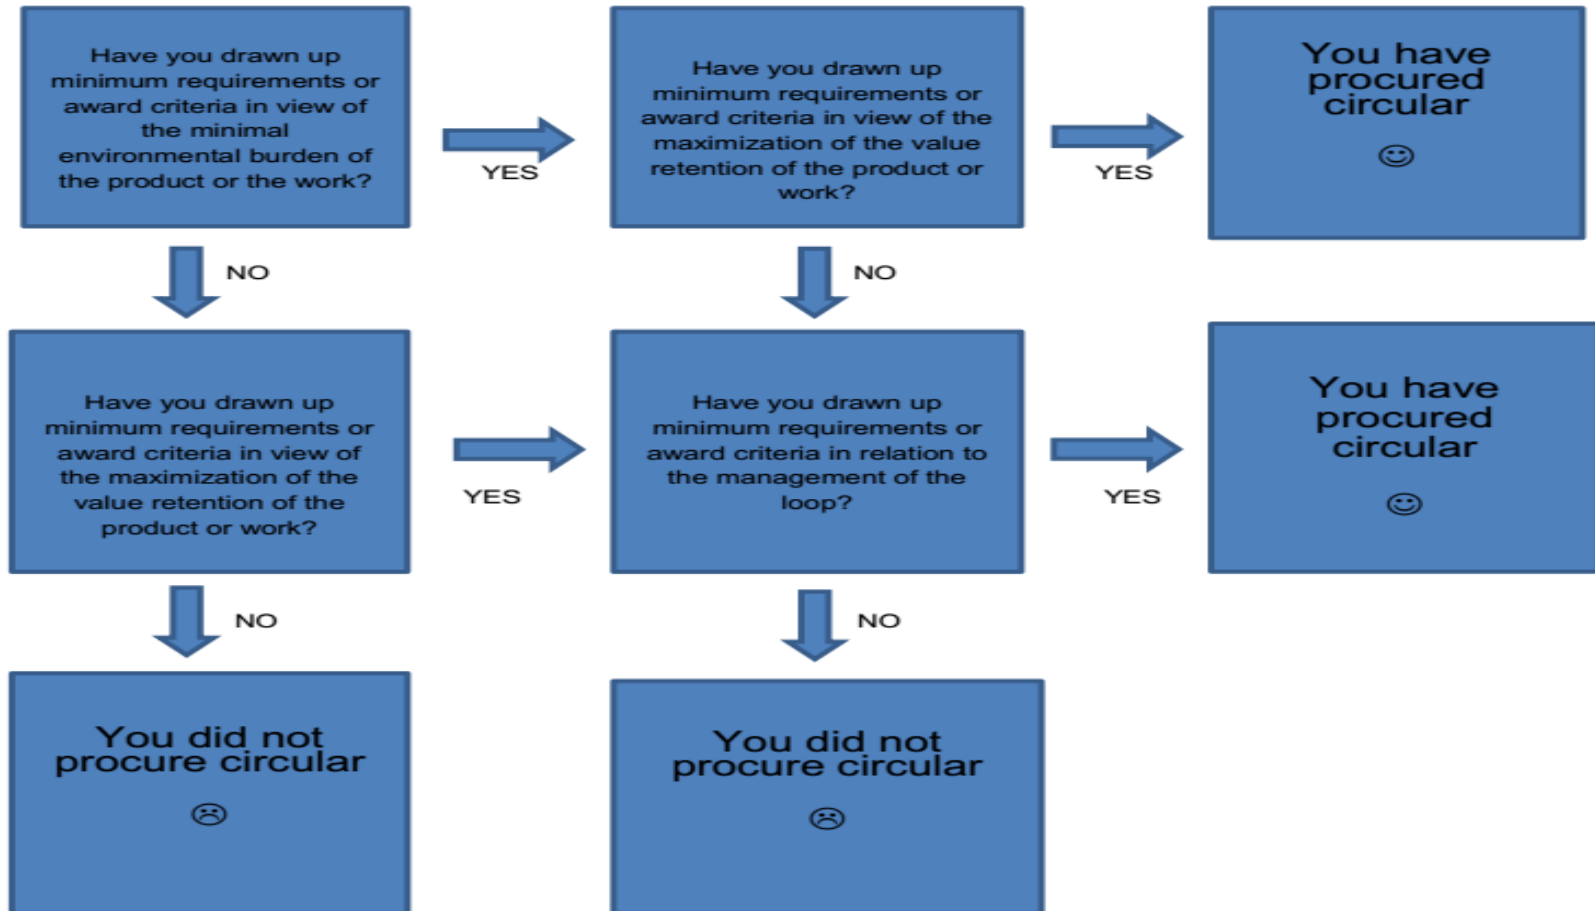 Have you drawn up
minimum requirements or
award criteria in view of
the minimal
environmental burden of
the product or the work?
YES
Have you drawn up
minimum requirements or
award criteria in view of the
maximization of the value
retention of the product or
work?
YES
You have
procured
circular
☺
NO
NO
Have you drawn up
minimum requirements or
award criteria in view of
the maximization of the
value retention of the
product or work?
YES
Have you drawn up
minimum requirements or
award criteria in relation to
the management of the
loop?
YES
You have
procured
circular
☺
NO
NO
You did not
procure circular
☹
You did not
procure circular
☹